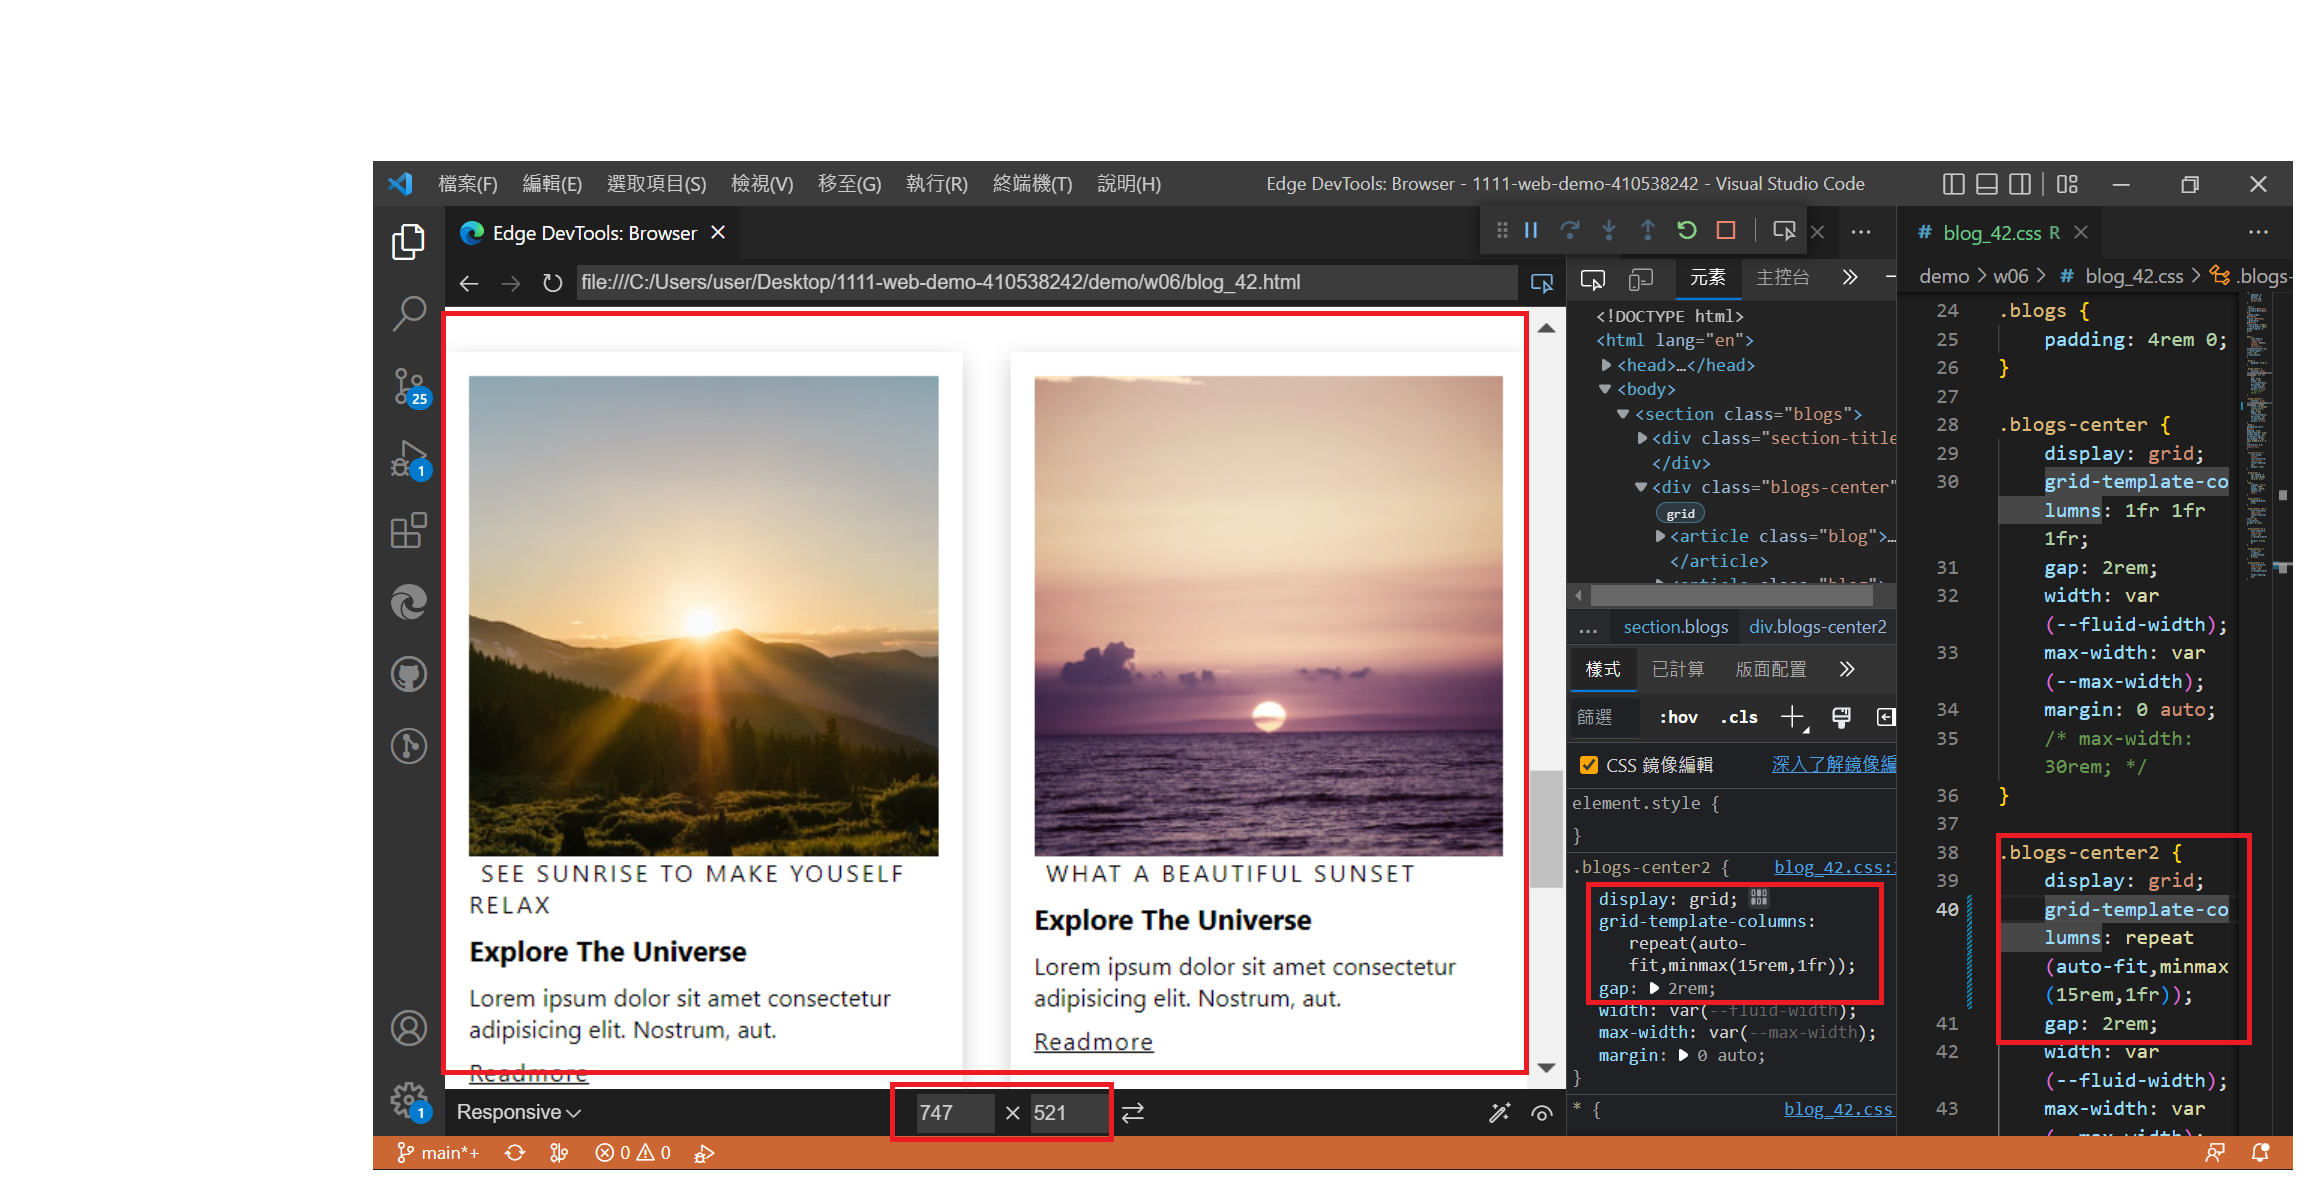 檔案(F) 編輯(E) 選取項目(S) 檢視(V) 移至(G) 執行(R) 終端機(T) 說明(H) Edge DevTools: Browser - 1111-web-demo-410538242 - Visual Studio Code
Edge DevTools: Browser
file:///C:/Users/user/Desktop/1111-web-demo-410538242/demo/w06/blog_42.html
25
1
1
SEE SUNRISE TO MAKE YOUSELF
RELAX
Explore The Universe
Lorem ipsum dolor sit amet consectetur
adipisicing elit. Nostrum, aut.
Readmore
WHAT A BEAUTIFUL SUNSET
Explore The Universe
Lorem ipsum dolor sit amet consectetur
adipisicing elit. Nostrum, aut.
Readmore
Responsive 747 × 521
元素 主控台 »
<!DOCTYPE html>
<html lang="en">
<head>…</head>
<body>
<section class="blogs">
<div class="section-title
</div>
<div class="blogs-center"
grid
<article class="blog">…
</article>
<article class="blog">
... section.blogs div.blogs-center2
樣式 已計算 版面配置 »
篩選 :hov .cls
CSS 鏡像編輯 深入了解鏡像編
element.style {
}
.blogs-center2 { blog_42.css:
display: grid;
grid-template-columns:
repeat(auto-
fit,minmax(15rem,1fr));
gap: 2rem;
width: var(--fluid-width);
max-width: var(--max-width);
margin: 0 auto;
}
* { blog_42.css
# blog_42.css R
demo > w06 > # blog_42.css > .blogs-
24 .blogs {
25 padding: 4rem 0;
26 }
27
28 .blogs-center {
29 display: grid;
30 grid-template-co
lumns: 1fr 1fr
1fr;
31 gap: 2rem;
32 width: var
(--fluid-width);
33 max-width: var
(--max-width);
34 margin: 0 auto;
35 /* max-width:
30rem; */
36 }
37
38 .blogs-center2 {
39 display: grid;
40 grid-template-co
lumns: repeat
(auto-fit,minmax
(15rem,1fr));
41 gap: 2rem;
42 width: var
(--fluid-width);
43 max-width: var
(--max-width);
main*+ 0 0